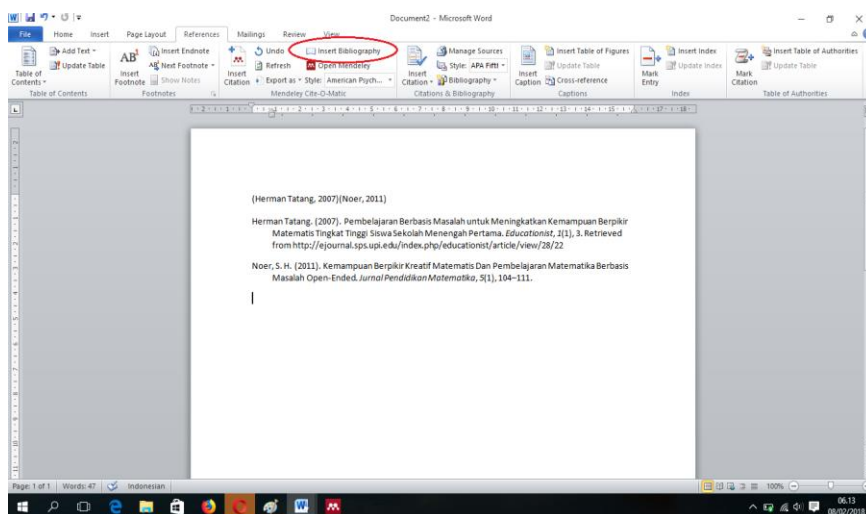 Document2 - Microsoft Word
File Home Insert Page Layout References Mailings Review View
Table of Contents
Add Text
Update Table
Table of Contents
AB1
Insert Footnote
Insert Endnote
Next Footnote
Show Notes
Footnotes
Insert Citation
Undo
Refresh
Export as
Insert Bibliography
Open Mendeley
Style: American Psych...
Mendeley Cite-O-Matic
Insert Citation
Manage Sources
Style: APA Fifth
Bibliography
Citations & Bibliography
Insert Caption
Insert Table of Figures
Update Table
Cross-reference
Captions
Mark Entry
Insert Index
Update Index
Index
Mark Citation
Insert Table of Authorities
Update Table
Table of Authorities
(Herman Tatang, 2007)(Noer, 2011)
Herman Tatang. (2007). Pembelajaran Berbasis Masalah untuk Meningkatkan Kemampuan Berpikir
Matematis Tingkat Tinggi Siswa Sekolah Menengah Pertama. Educationist, 1(1), 3. Retrieved
from http://ejournal.sps.upi.edu/index.php/educationist/article/view/28/22
Noer, S. H. (2011). Kemampuan Berpikir Kreatif Matematis Dan Pembelajaran Matematika Berbasis
Masalah Open-Ended. Jurnal Pendidikan Matematika, 5(1), 104–111.
Page: 1 of 1 Words: 47 Indonesian 100%
06.13
08/02/2018